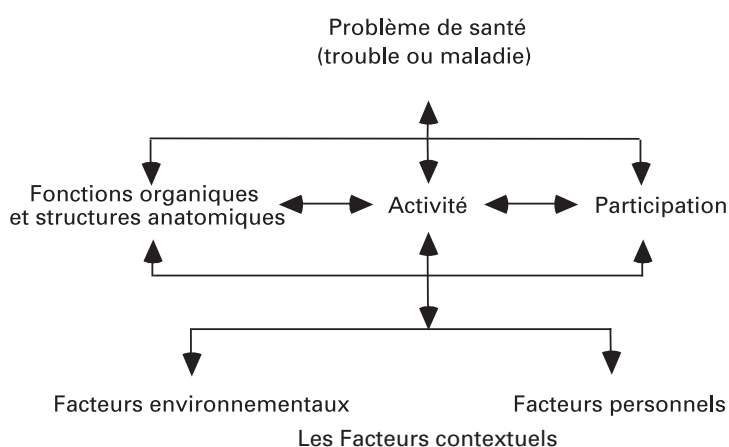 Problème de santé
(trouble ou maladie)
Fonctions organiques
et structures anatomiques
Activité
Participation
Facteurs environnementaux
Facteurs personnels
Les Facteurs contextuels